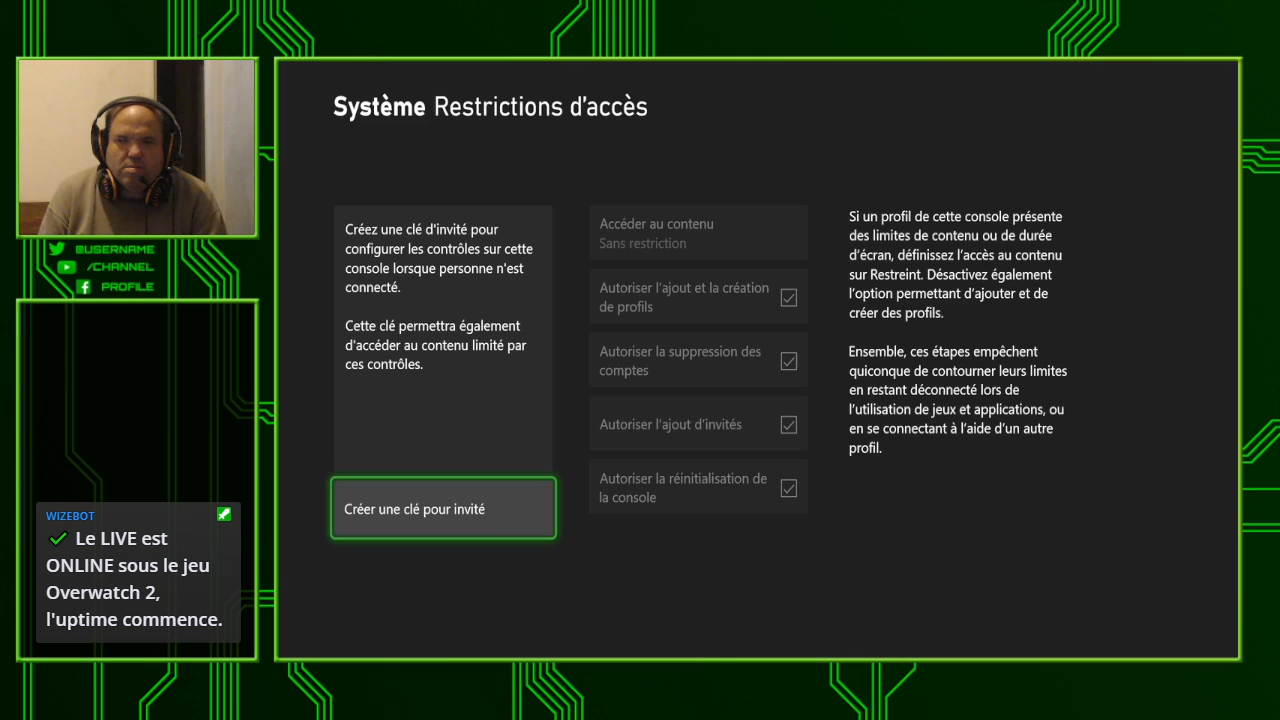 Système Restrictions d'accès
Créez une clé d'invité pour
configurer les contrôles sur cette
console lorsque personne n'est
connecté.
Cette clé permettra également
d'accéder au contenu limité par
ces contrôles.
Créer une clé pour invité
Accéder au contenu
Sans restriction
Autoriser l'ajout et la création
de profils
Autoriser la suppression des
comptes
Autoriser l'ajout d'invités
Autoriser la réinitialisation de
la console
Si un profil de cette console présente
des limites de contenu ou de durée
d'écran, définissez l'accès au contenu
sur Restreint. Désactivez également
l'option permettant d'ajouter et de
créer des profils.
Ensemble, ces étapes empêchent
quiconque de contourner leurs limites
en restant déconnecté lors de
l'utilisation de jeux et applications, ou
en se connectant à l'aide d'un autre
profil.
@USERNAME
/CHANNEL
PROFILE
WIZEBOT
Le LIVE est
ONLINE sous le jeu
Overwatch 2,
l'uptime commence.